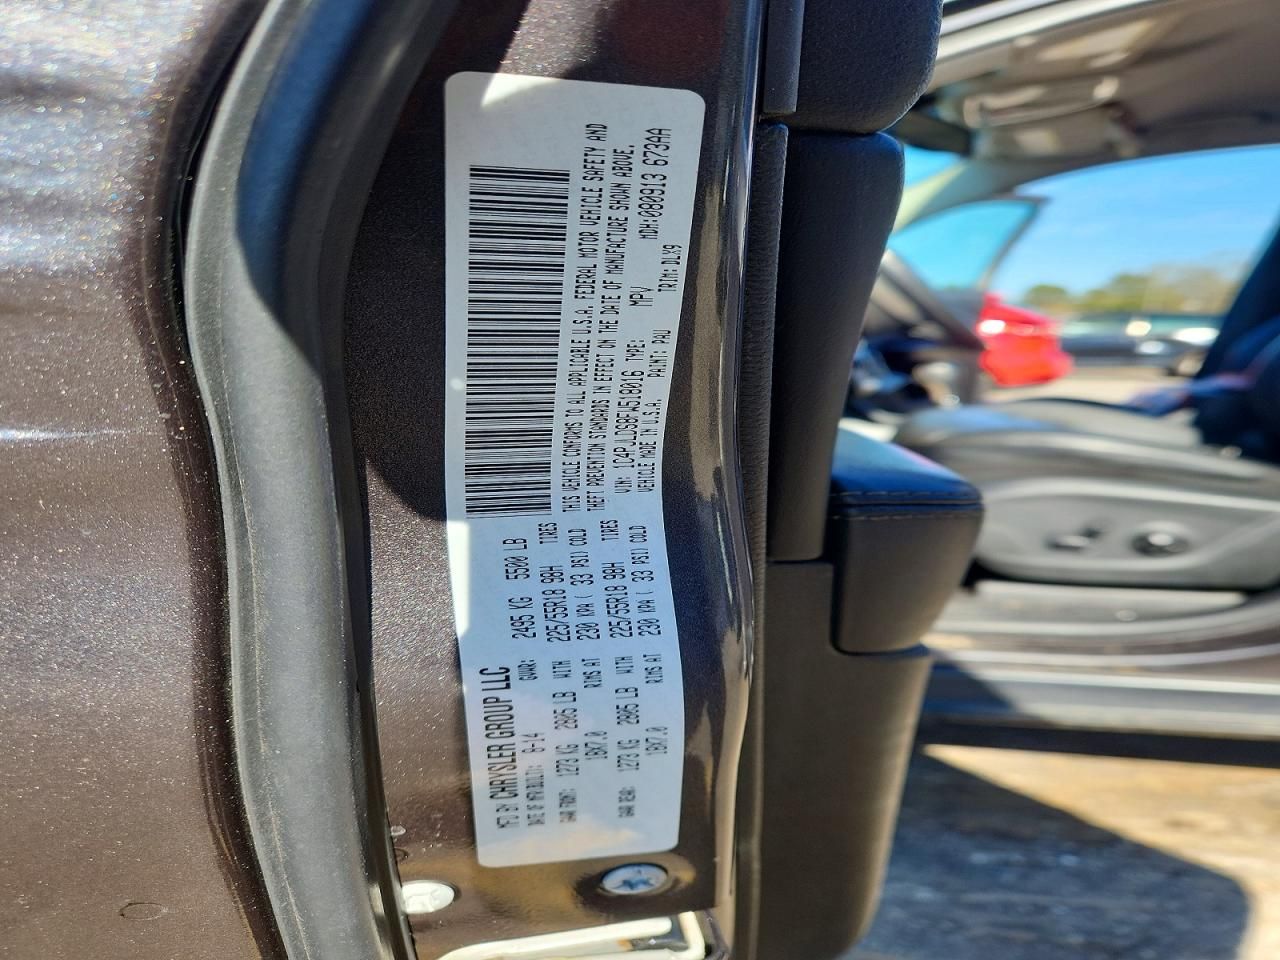 MFD BY CHRYSLER GROUP LLC
DATE OF MFR/BUILT: 8-14 GVWR: 2495 KG 5500 LB
GAWR FRONT: 1273 KG 2805 LB WITH 225/55R18 98H TIRES
18X7.0 RIMS AT 230 KPA ( 33 PSI) COLD
GAWR REAR: 1273 KG 2805 LB WITH 225/55R18 98H TIRES
18X7.0 RIMS AT 230 KPA ( 33 PSI) COLD
THIS VEHICLE CONFORMS TO ALL APPLICABLE U.S.A. FEDERAL MOTOR VEHICLE SAFETY AND
THEFT PREVENTION STANDARDS IN EFFECT ON THE DATE OF MANUFACTURE SHOWN ABOVE.
VIN: 1C4PJLDS8FW518016 TYPE: MPV MDH:080913 673AA
VEHICLE MADE IN U.S.A. PAINT: PAU TRIM: DLX9